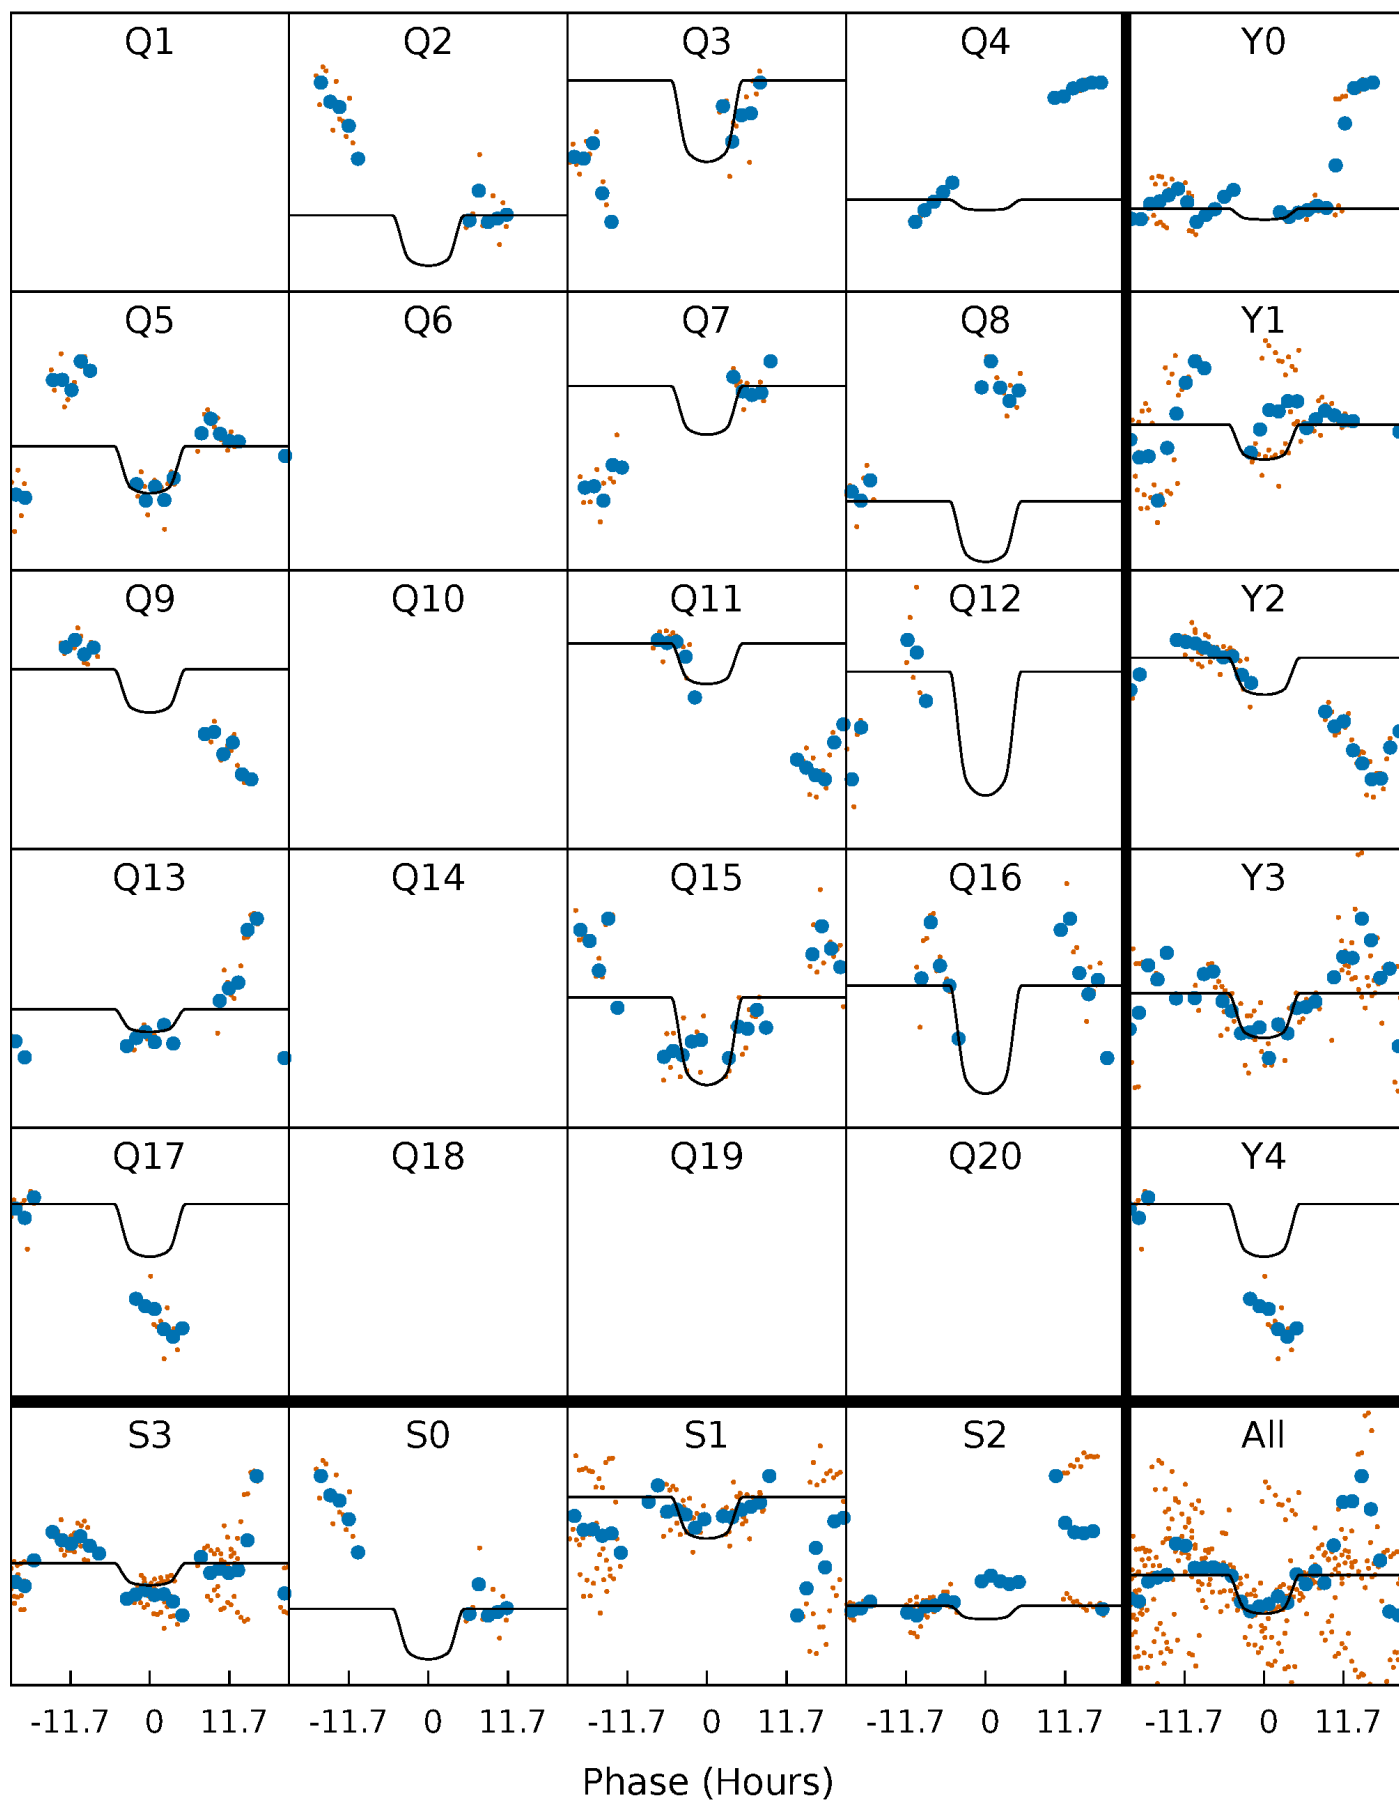 Q1 Q2 Q3 Q4 Y0
Q5 Q6 Q7 Q8 Y1
Q9 Q10 Q11 Q12 Y2
Q13 Q14 Q15 Q16 Y3
Q17 Q18 Q19 Q20 Y4
S3 S0 S1 S2 All
-11.7 0 11.7 -11.7 0 11.7 -11.7 0 11.7 -11.7 0 11.7 -11.7 0 11.7
Phase (Hours)